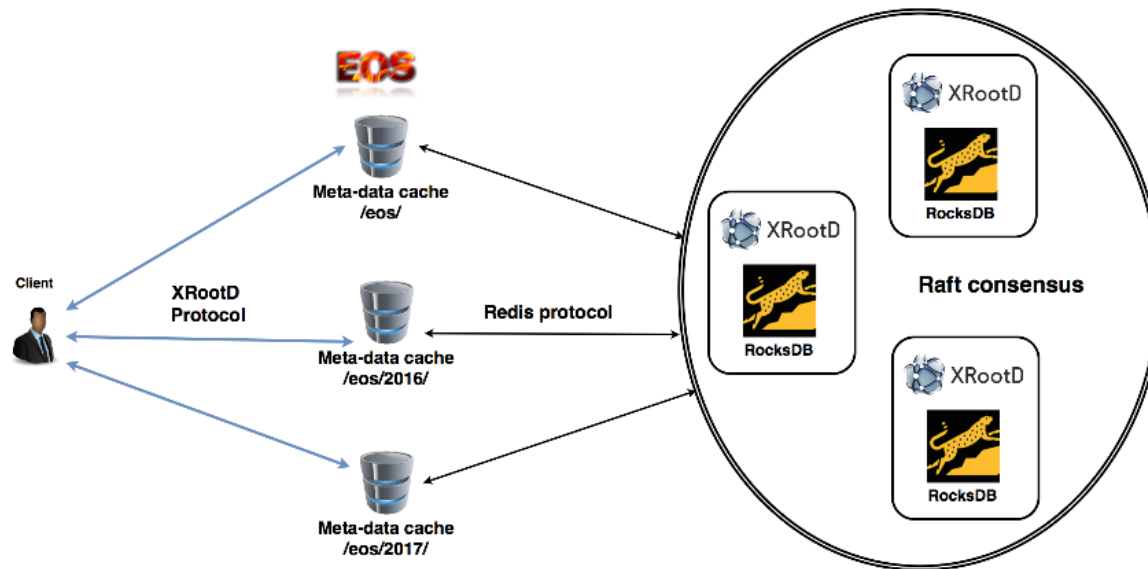 EOS
Meta-data cache
/eos/
Client
XRootD
Protocol
Meta-data cache
/eos/2016/
Redis protocol
Meta-data cache
/eos/2017/
XRootD
RocksDB
XRootD
RocksDB
Raft consensus
XRootD
RocksDB